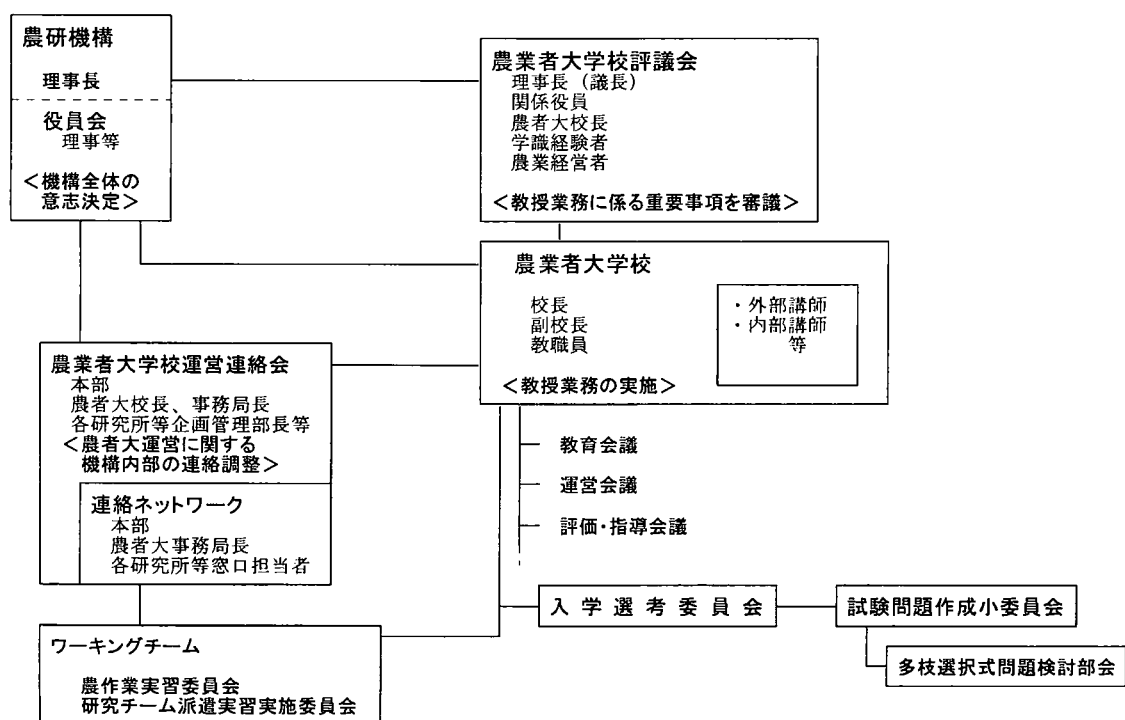 農研機構
理事長
役員会
理事等
<機構全体の
意志決定>
農業者大学校評議会
理事長（議長）
関係役員
農者大校長
学識経験者
農業経営者
<教授業務に係る重要事項を審議>
農業者大学校
校長
副校長
教職員
・外部講師
・内部講師
等
<教授業務の実施>
農業者大学校運営連絡会
本部
農者大校長、事務局長
各研究所等企画管理部長等
<農者大運営に関する
機構内部の連絡調整>
連絡ネットワーク
本部
農者大事務局長
各研究所等窓口担当者
教育会議
運営会議
評価・指導会議
入学選考委員会
試験問題作成小委員会
多枝選択式問題検討部会
ワーキングチーム
農作業実習委員会
研究チーム派遣実習実施委員会